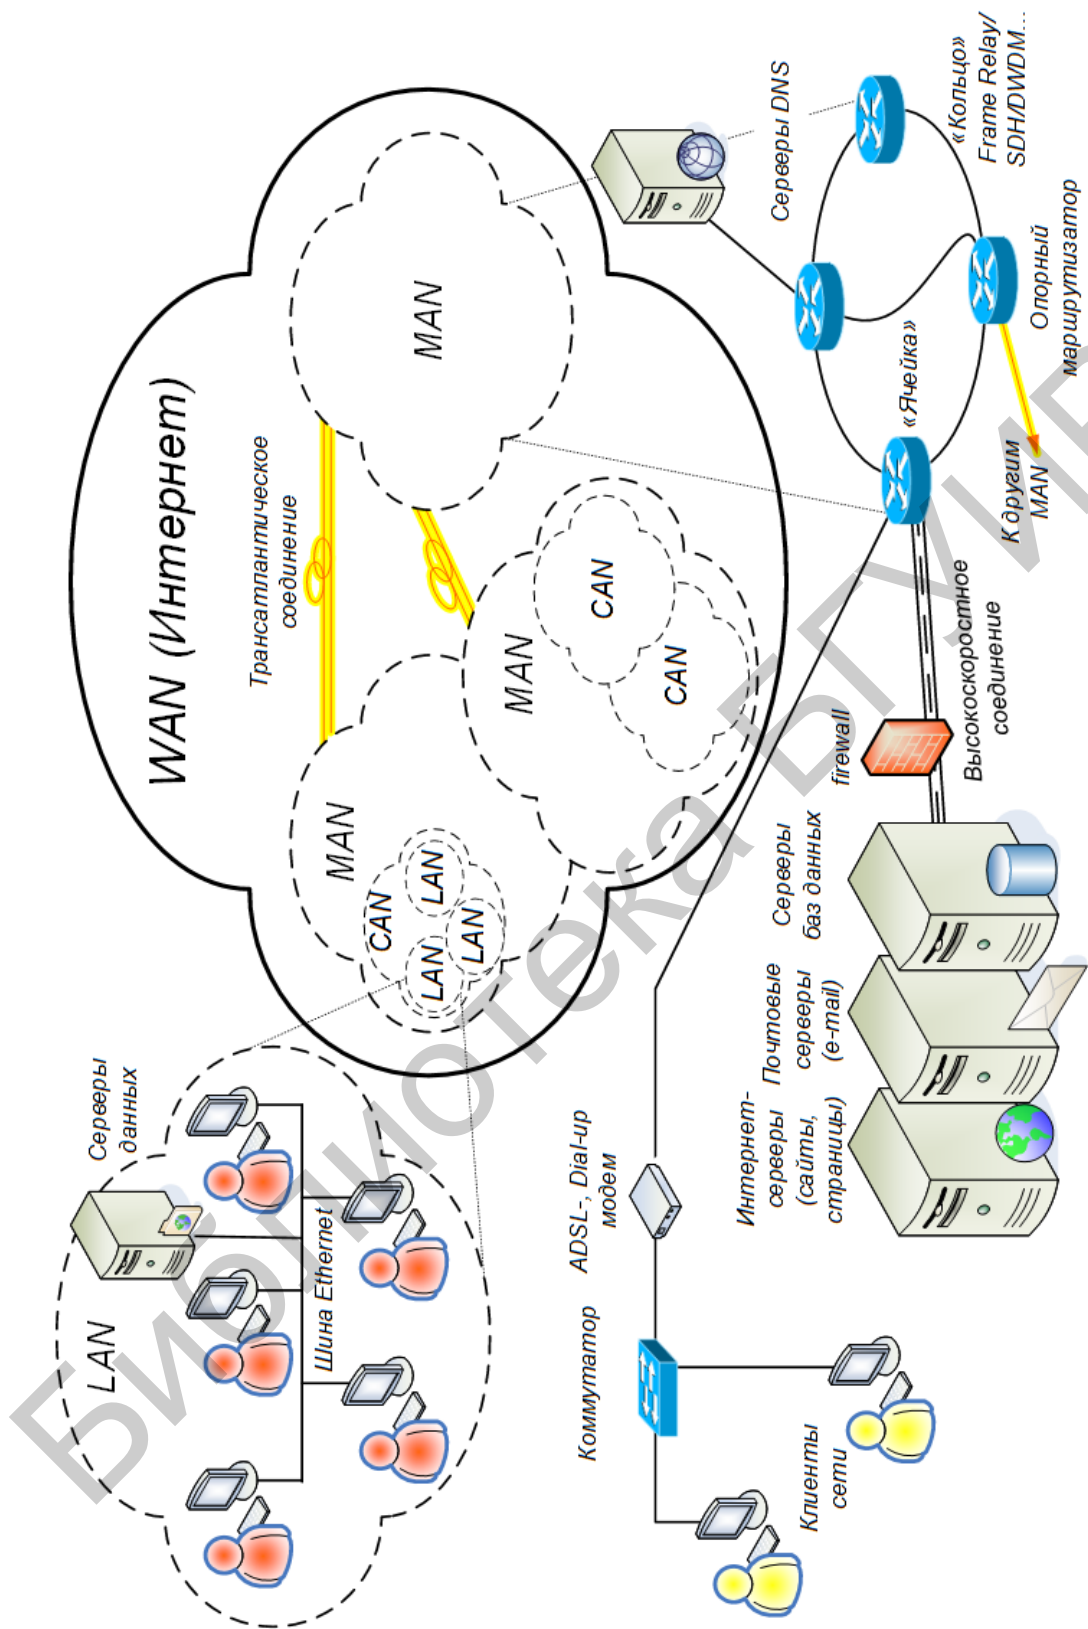 LAN
Серверы
данных
Шина Ethernet
WAN (Интернет)
Трансатлантическое
соединение
MAN
CAN
LAN
LAN
LAN
MAN
CAN
CAN
MAN
Коммутатор
ADSL-, Dial-up
модем
Клиенты
сети
Интернет-
серверы
(сайты,
страницы)
Почтовые
серверы
(e-mail)
Серверы
баз данных
firewall
Высокоскоростное
соединение
«Ячейка»
Серверы DNS
«Кольцо»
Frame Relay/
SDH/DWDM...
Опорный
маршрутизатор
К другим
MAN
Библиотека БГУИР